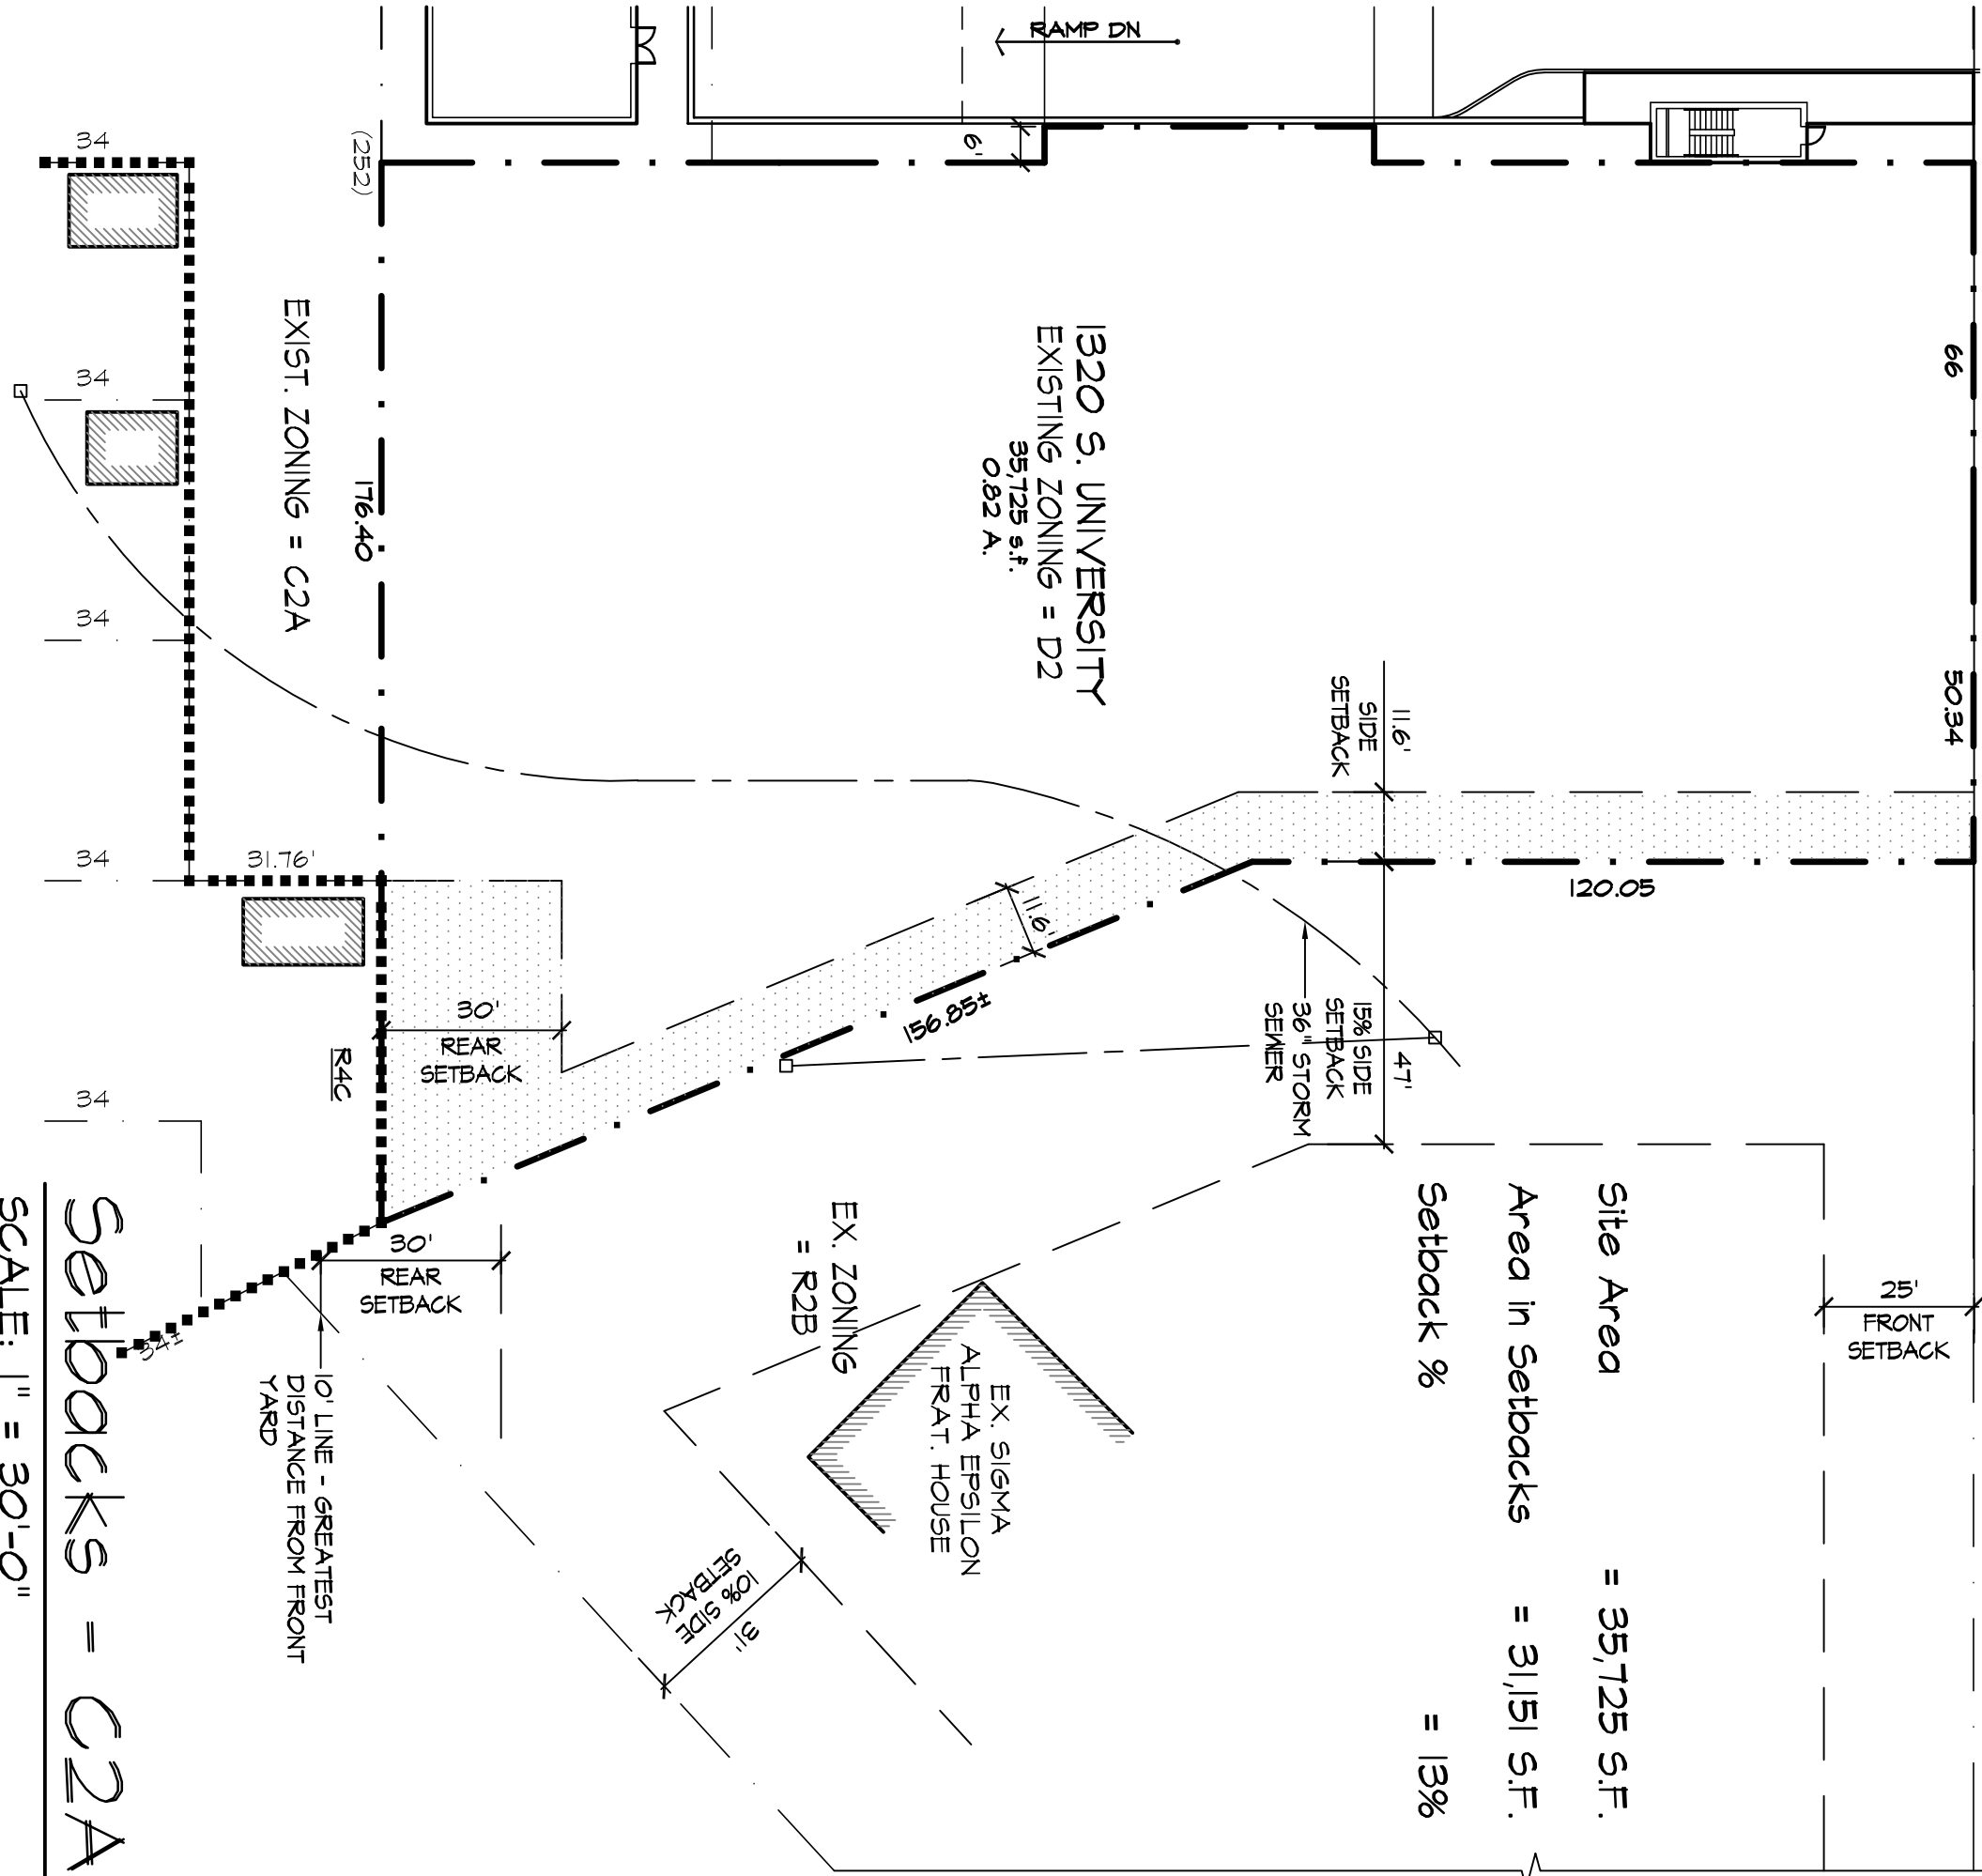 RAMP DN
6'
(252)
34
34
34
34
34
34±
66
50.34
1320 S. UNIVERSITY
EXISTING ZONING = D2
35,725 s.f.
0.82 A.
EXIST. ZONING = C2A
176.40
11.6'
SIDE
SETBACK
120.05
31.76'
11.6'
156.85±
30'
REAR
SETBACK
R4C
15% SIDE
SETBACK
47'
36" STORM
SEWER
30'
REAR
SETBACK
EX. ZONING
= R2B
EX. SIGMA
ALPHA EPSILON
FRAT. HOUSE
25'
FRONT
SETBACK
10' LINE - GREATEST
DISTANCE FROM FRONT
YARD
10% SIDE
SETBACK
31'
Site Area = 35,725 S.F.
Area in Setbacks = 31,151 S.F.
Setback % = 13%
Setbacks - C2A
SCALE: 1" = 30'-0"